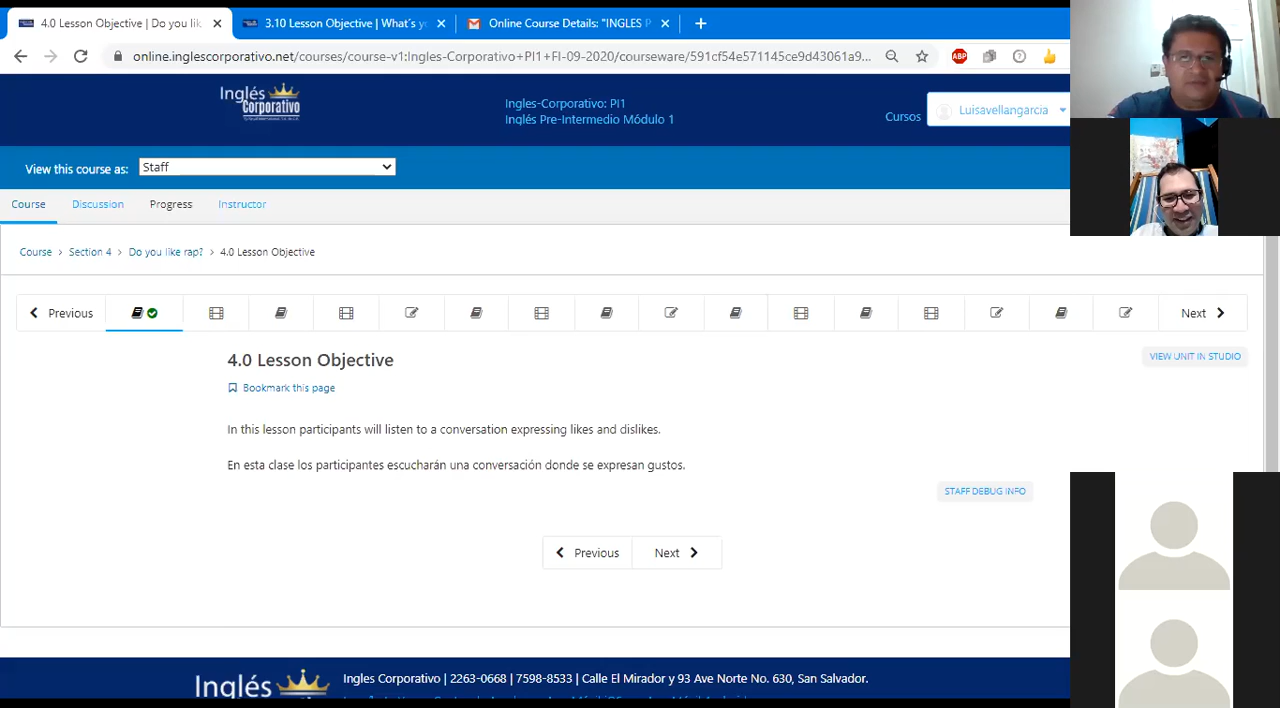 4.0 Lesson Objective | Do you lik
3.10 Lesson Objective | What´s yo
Online Course Details: "INGLES P
online.inglescorporativo.net/courses/course-v1:Ingles-Corporativo+PI1+FI-09-2020/courseware/591cf54e571145ce9d43061a9...
ABP
Inglés
Corporativo
Ingles-Corporativo: PI1
Inglés Pre-Intermedio Módulo 1
Cursos
Luisavellangarcia
View this course as:
Staff
Course
Discussion
Progress
Instructor
Course > Section 4 > Do you like rap? > 4.0 Lesson Objective
Previous
Next
4.0 Lesson Objective
VIEW UNIT IN STUDIO
Bookmark this page
In this lesson participants will listen to a conversation expressing likes and dislikes.
En esta clase los participantes escucharán una conversación donde se expresan gustos.
STAFF DEBUG INFO
Previous
Next
Inglés
Ingles Corporativo | 2263-0668 | 7598-8533 | Calle El Mirador y 93 Ave Norte No. 630, San Salvador.